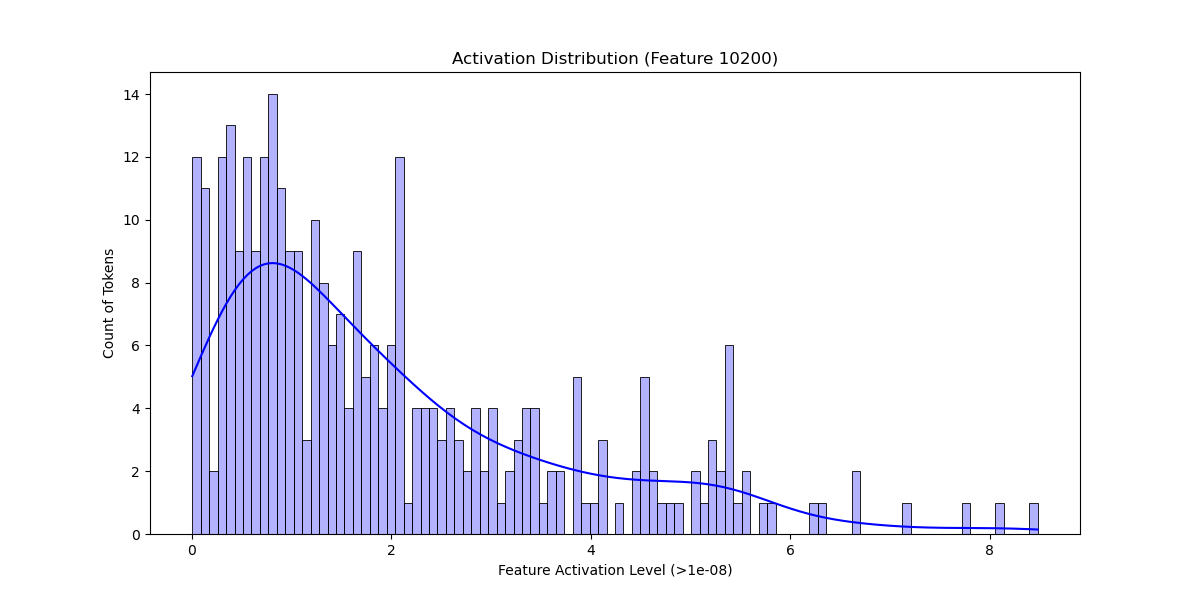 Activation Distribution (Feature 10200)
14
12
10
8
6
4
2
0
Count of Tokens
0 2 4 6 8
Feature Activation Level (>1e-08)